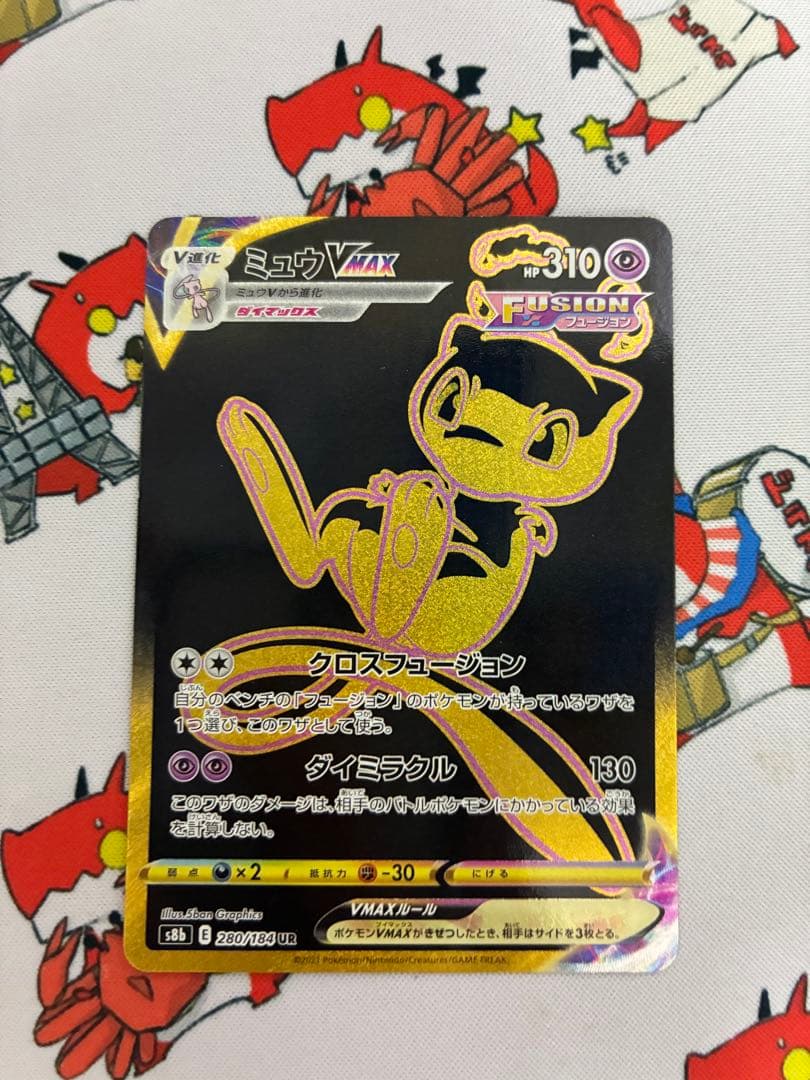 V進化
ミュウVMAX
HP 310
ミュウVから進化
ダイマックス
FUSION
フュージョン
クロスフュージョン
自分のベンチの「フュージョン」のポケモンが持っているワザを
1つ選び、このワザとして使う。
ダイミラクル 130
このワザのダメージは、相手のバトルポケモンにかかっている効果
を計算しない。
弱点 ×2 抵抗力 -30 にげる
Illus. 5ban Graphics
VMAXルール
s8b E 280/184 UR
ポケモンVMAXがきぜつしたとき、相手はサイドを3枚とる。
©2021 Pokémon/Nintendo/Creatures/GAME FREAK.